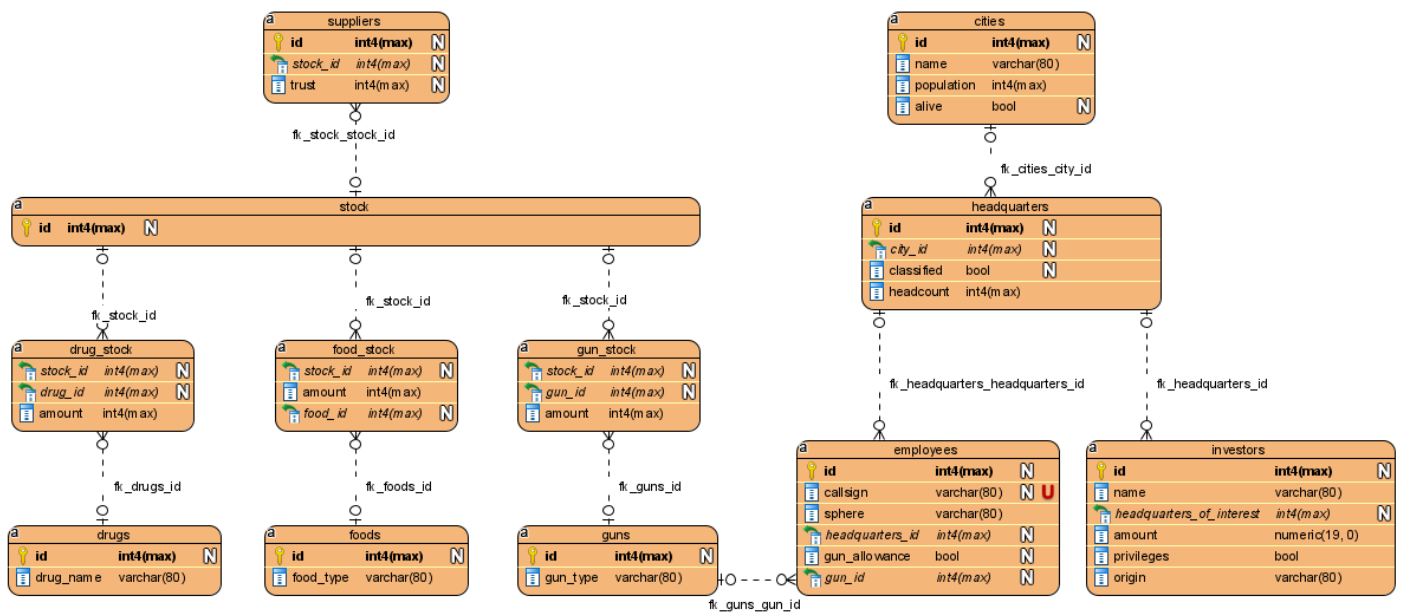 a suppliers
id int4(max) N
stock_id int4(max) N
trust int4(max) N
fk_stock_stock_id
a cities
id int4(max) N
name varchar(80)
population int4(max)
alive bool N
fk_cities_city_id
a stock
id int4(max) N
a headquarters
id int4(max) N
city_id int4(max) N
classified bool N
headcount int4(max)
fk_stock_id
fk_stock_id
fk_stock_id
a drug_stock
stock_id int4(max) N
drug_id int4(max) N
amount int4(max)
a food_stock
stock_id int4(max) N
amount int4(max)
food_id int4(max) N
a gun_stock
stock_id int4(max) N
gun_id int4(max) N
amount int4(max)
fk_headquarters_headquarters_id
fk_headquarters_id
fk_drugs_id
fk_foods_id
fk_guns_id
a employees
id int4(max) N
callsign varchar(80) N U
sphere varchar(80)
headquarters_id int4(max) N
gun_allowance bool N
gun_id int4(max) N
a investors
id int4(max) N
name varchar(80)
headquarters_of_interest int4(max) N
amount numeric(19, 0)
privileges bool
origin varchar(80)
a drugs
id int4(max) N
drug_name varchar(80)
a foods
id int4(max) N
food_type varchar(80)
a guns
id int4(max) N
gun_type varchar(80)
fk_guns_gun_id